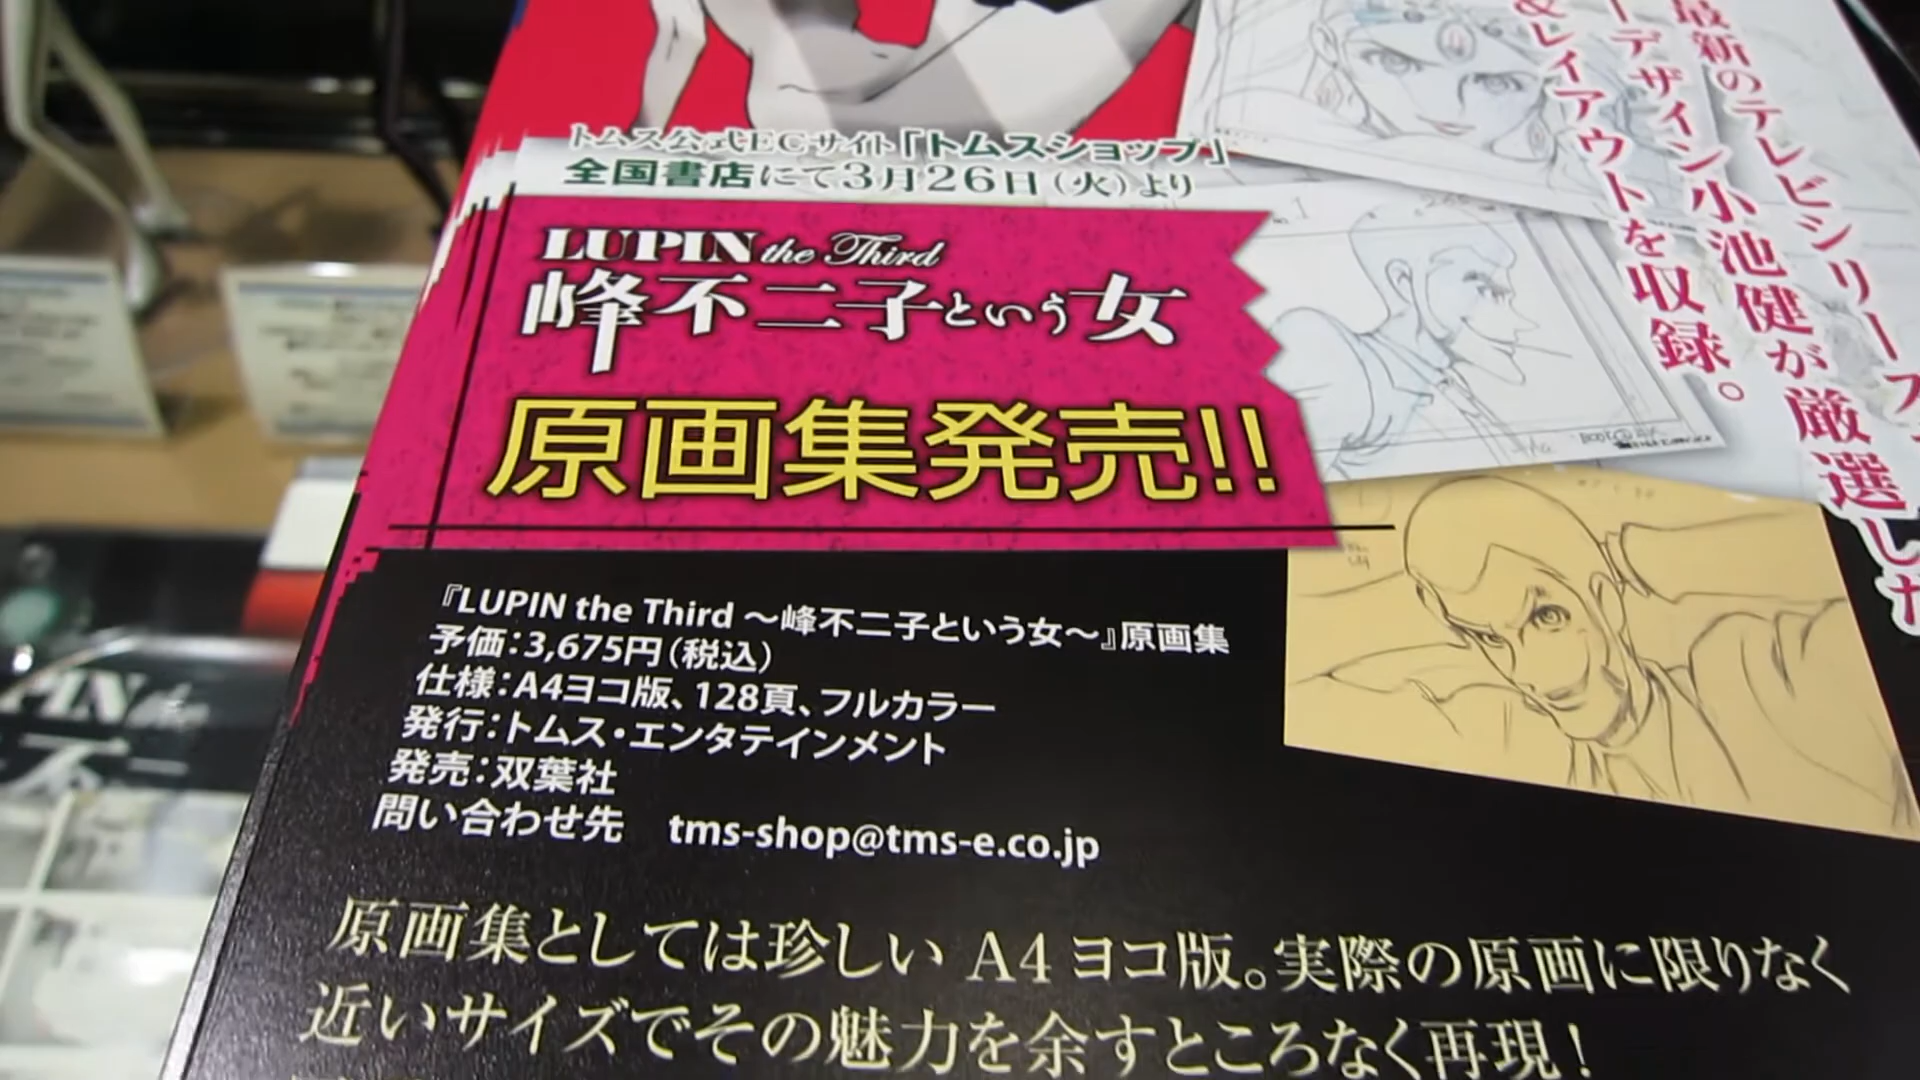 トムス公式ECサイト「トムスショップ」
全国書店にて3月26日（火）より
LUPIN the Third
峰不二子という女
原画集発売!!
『LUPIN the Third ～峰不二子という女～』原画集
予価：3,675円（税込）
仕様：A4ヨコ版、128頁、フルカラー
発行：トムス・エンタテインメント
発売：双葉社
問い合わせ先 tms-shop@tms-e.co.jp
原画集としては珍しい A4 ヨコ版。実際の原画に限りなく
近いサイズでその魅力を余すところなく再現！
最新のテレビシリーズ
小池健が厳選した
ーデザイン
&レイアウトを収録。